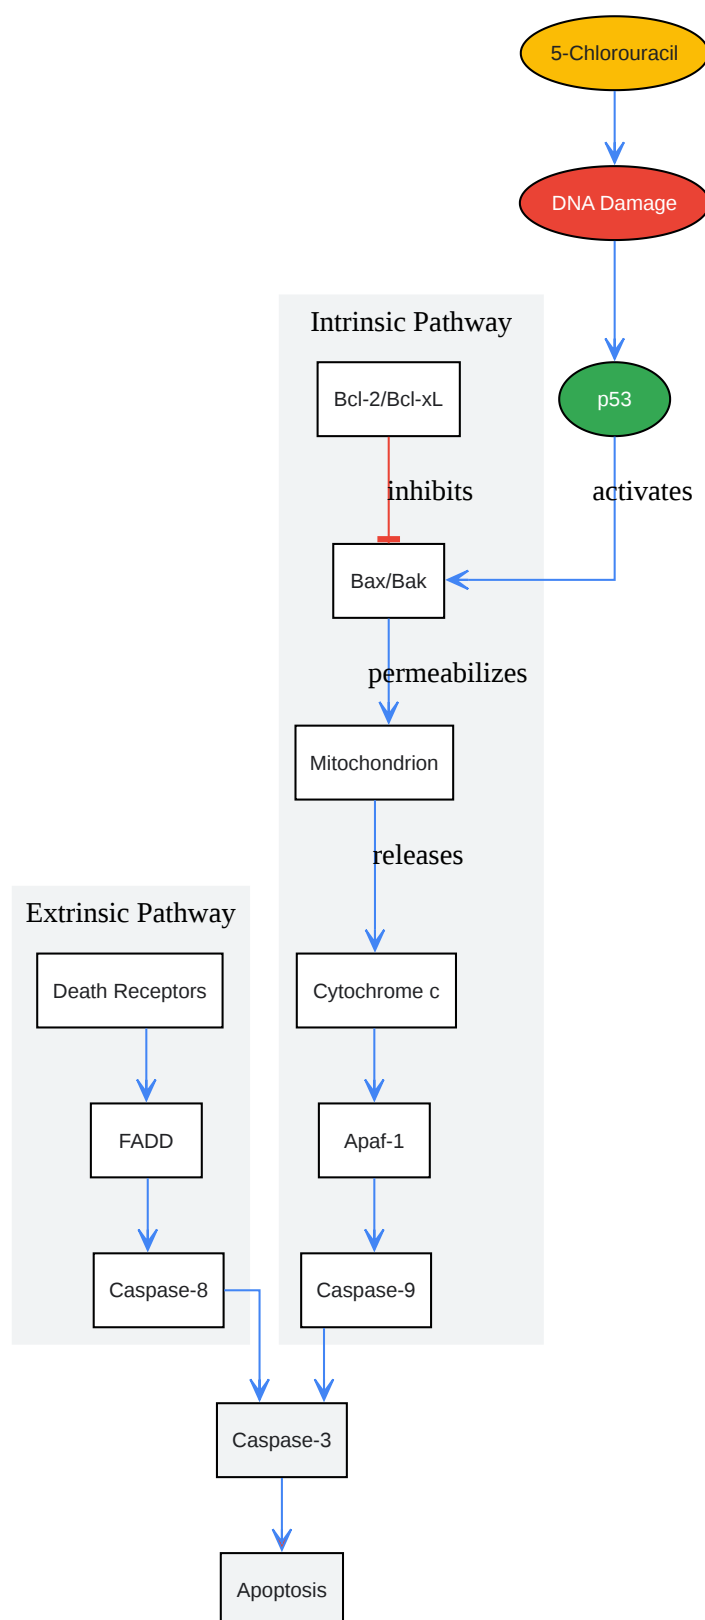 5-Chlorouracil
DNA Damage
Intrinsic Pathway
Bcl-2/Bcl-xL
p53
inhibits
activates
Bax/Bak
permeabilizes
Mitochondrion
releases
Extrinsic Pathway
Death Receptors
Cytochrome c
FADD
Apaf-1
Caspase-8
Caspase-9
Caspase-3
Apoptosis